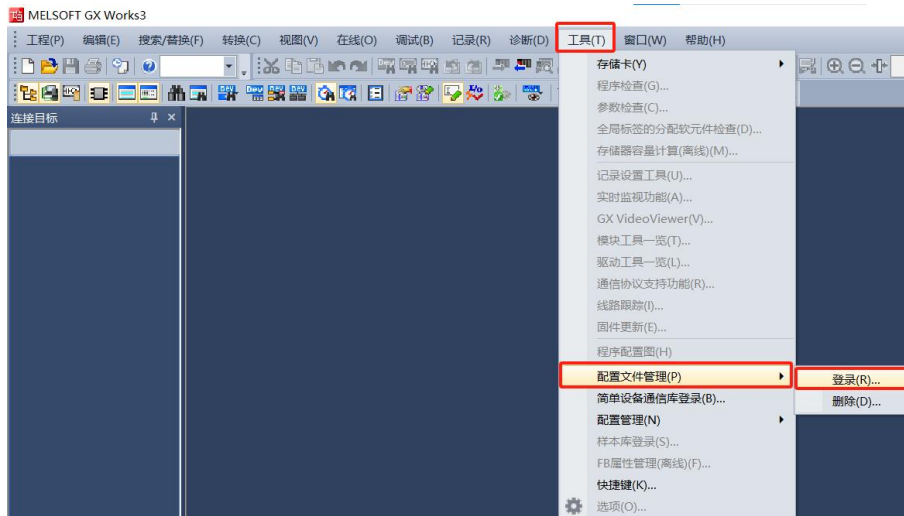 MELSOFT GX Works3
工程(P) 编辑(E) 搜索/替换(F) 转换(C) 视图(V) 在线(O) 调试(B) 记录(R) 诊断(D) 工具(T) 窗口(W) 帮助(H)
连接目标
存储卡(Y)
程序检查(G)...
参数检查(C)...
全局标签的分配软元件检查(D)...
存储器容量计算(离线)(M)...
记录设置工具(U)...
实时监视功能(A)...
GX VideoViewer(V)...
模块工具一览(T)...
驱动工具一览(L)...
通信协议支持功能(R)...
线路跟踪(I)...
固件更新(E)...
程序配置图(H)
配置文件管理(P)
登录(R)...
简单设备通信库登录(B)...
删除(D)...
配置管理(N)
样本库登录(S)...
FB属性管理(离线)(F)...
快捷键(K)...
选项(O)...